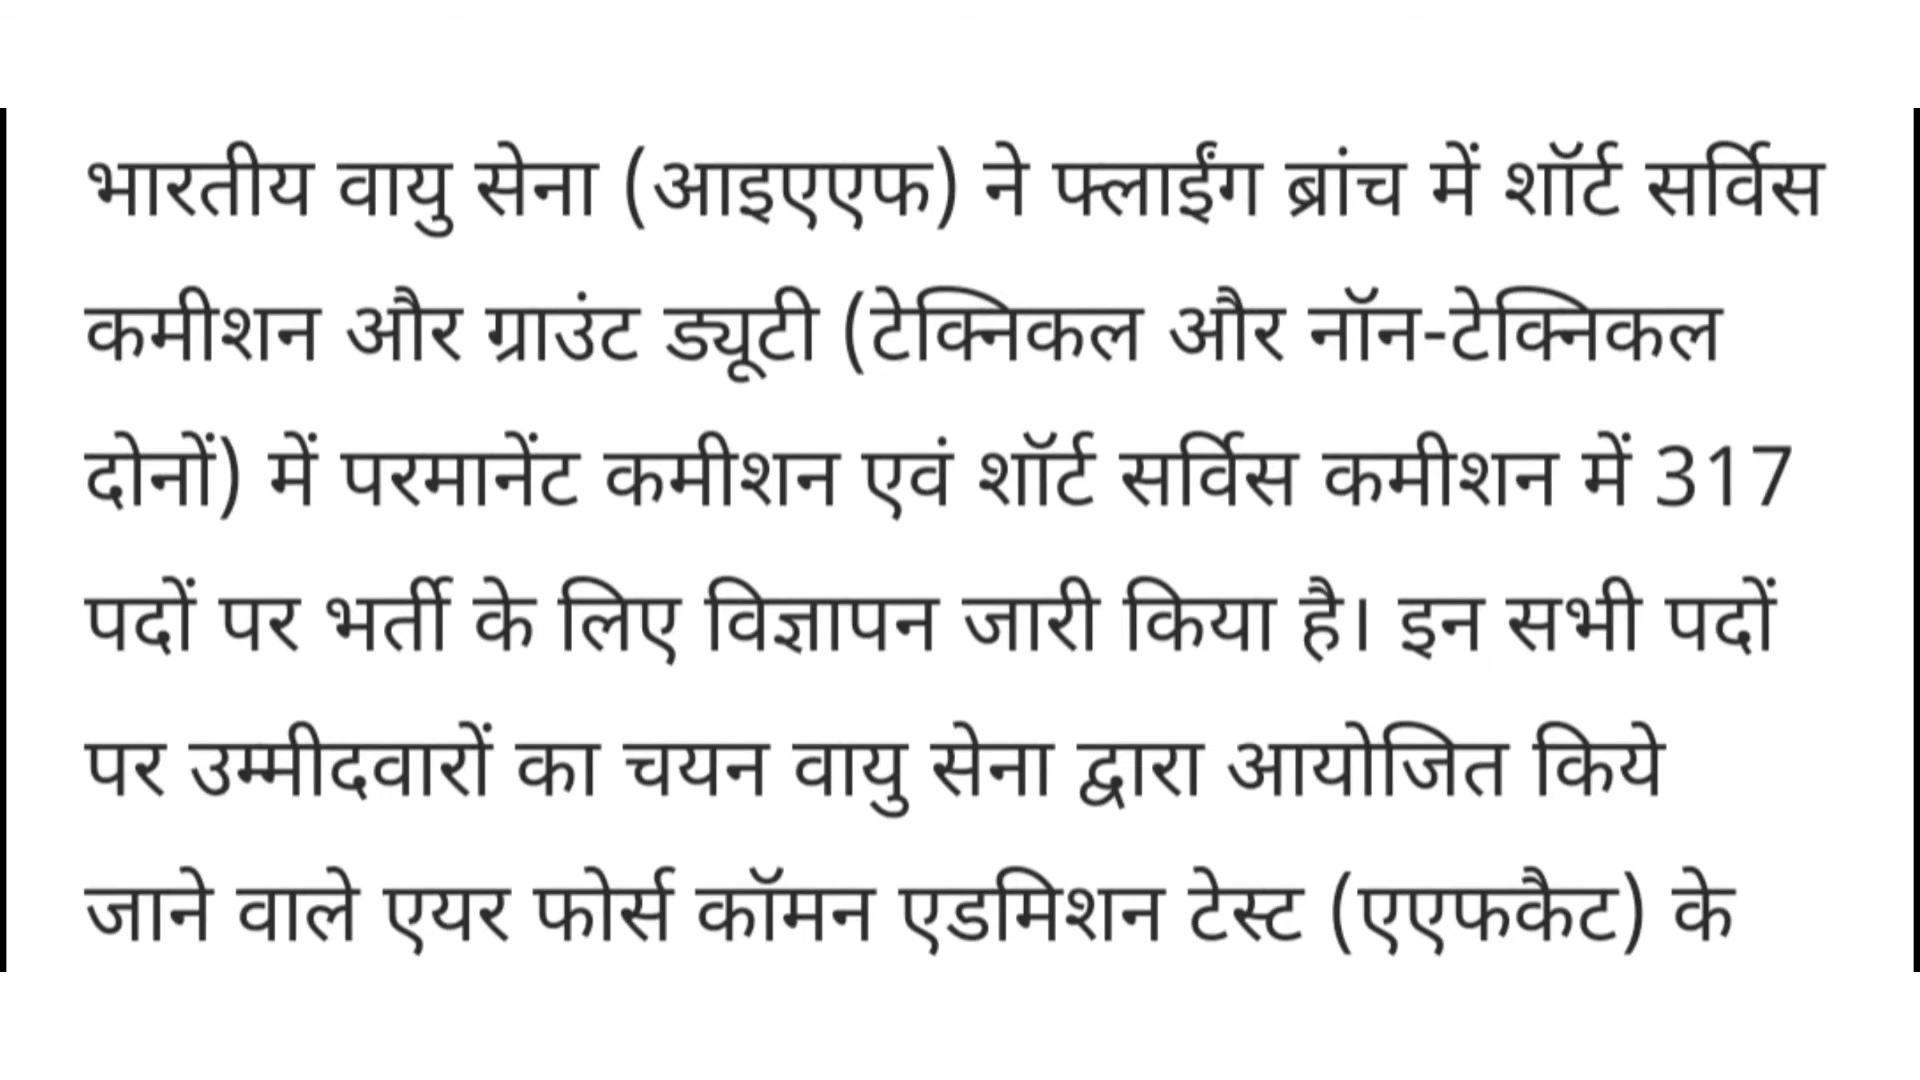 भारतीय वायु सेना (आइएएफ) ने फ्लाईंग ब्रांच में शॉर्ट सर्विस
कमीशन और ग्राउंट ड्यूटी (टेक्निकल और नॉन-टेक्निकल
दोनों) में परमानेंट कमीशन एवं शॉर्ट सर्विस कमीशन में 317
पदों पर भर्ती के लिए विज्ञापन जारी किया है। इन सभी पदों
पर उम्मीदवारों का चयन वायु सेना द्वारा आयोजित किये
जाने वाले एयर फोर्स कॉमन एडमिशन टेस्ट (एएफकैट) के